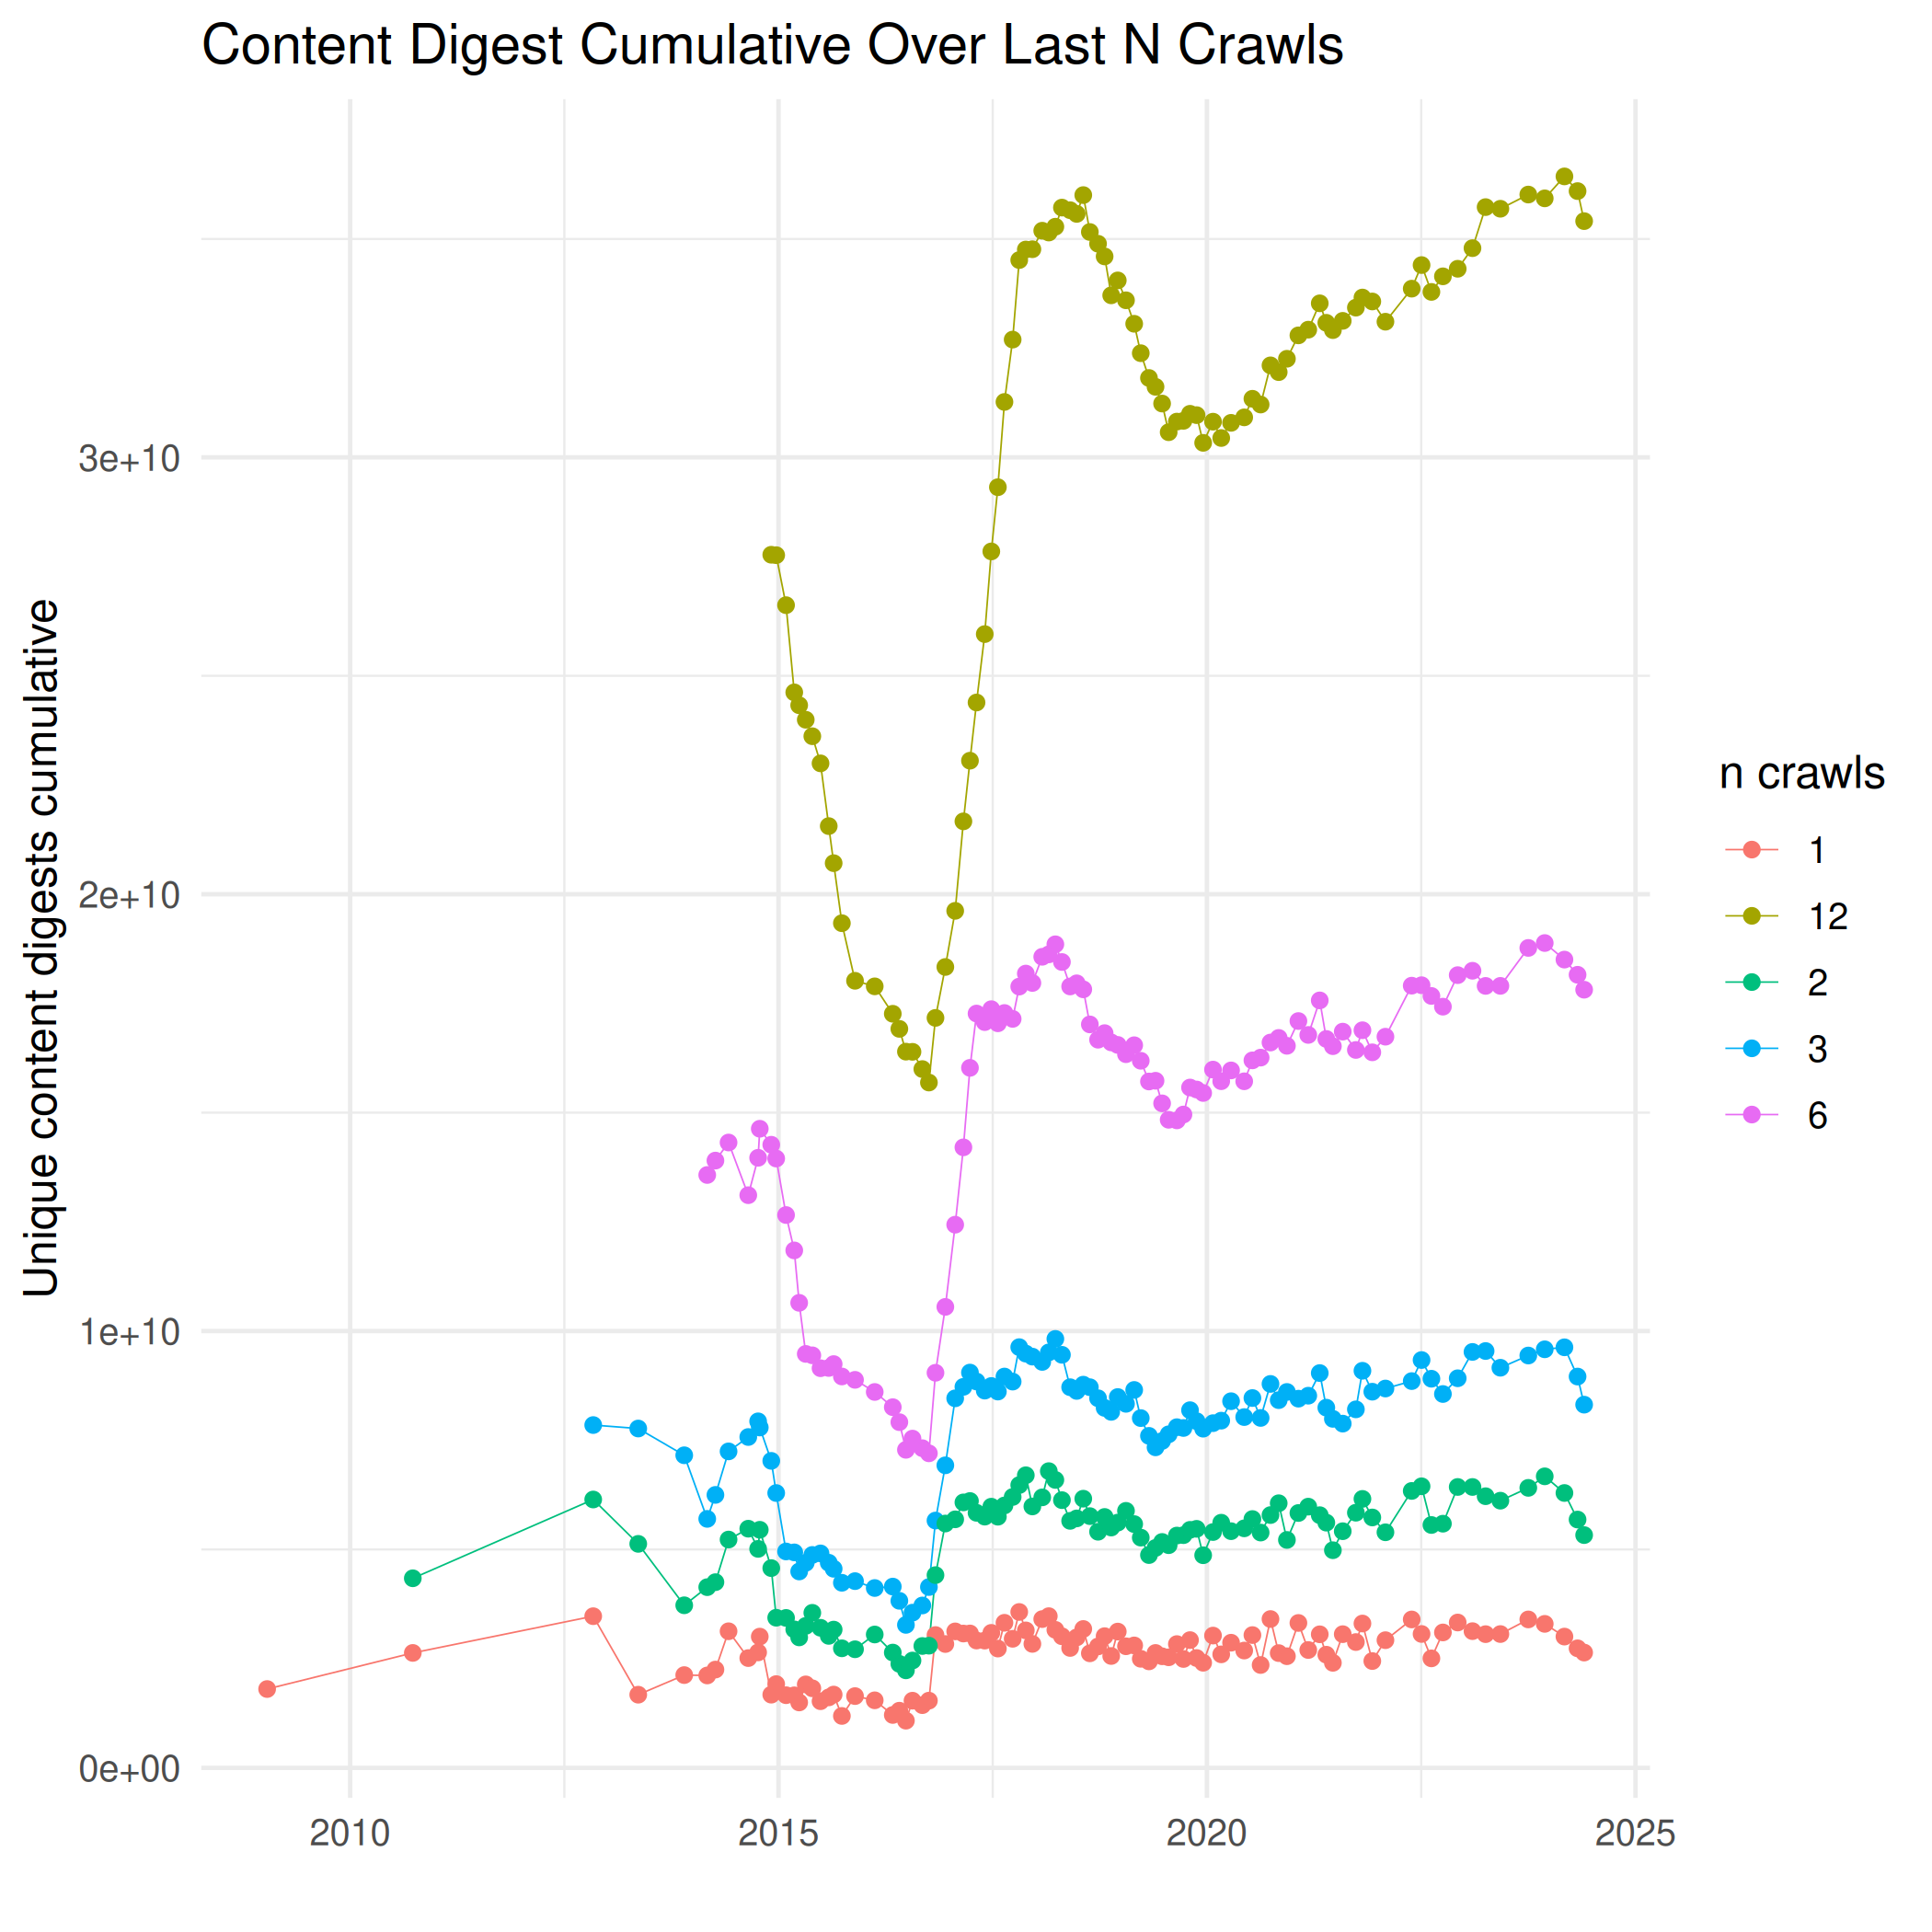 Content Digest Cumulative Over Last N Crawls
Unique content digests cumulative
3e+10
2e+10
1e+10
0e+00
2010
2015
2020
2025
n crawls
1
12
2
3
6